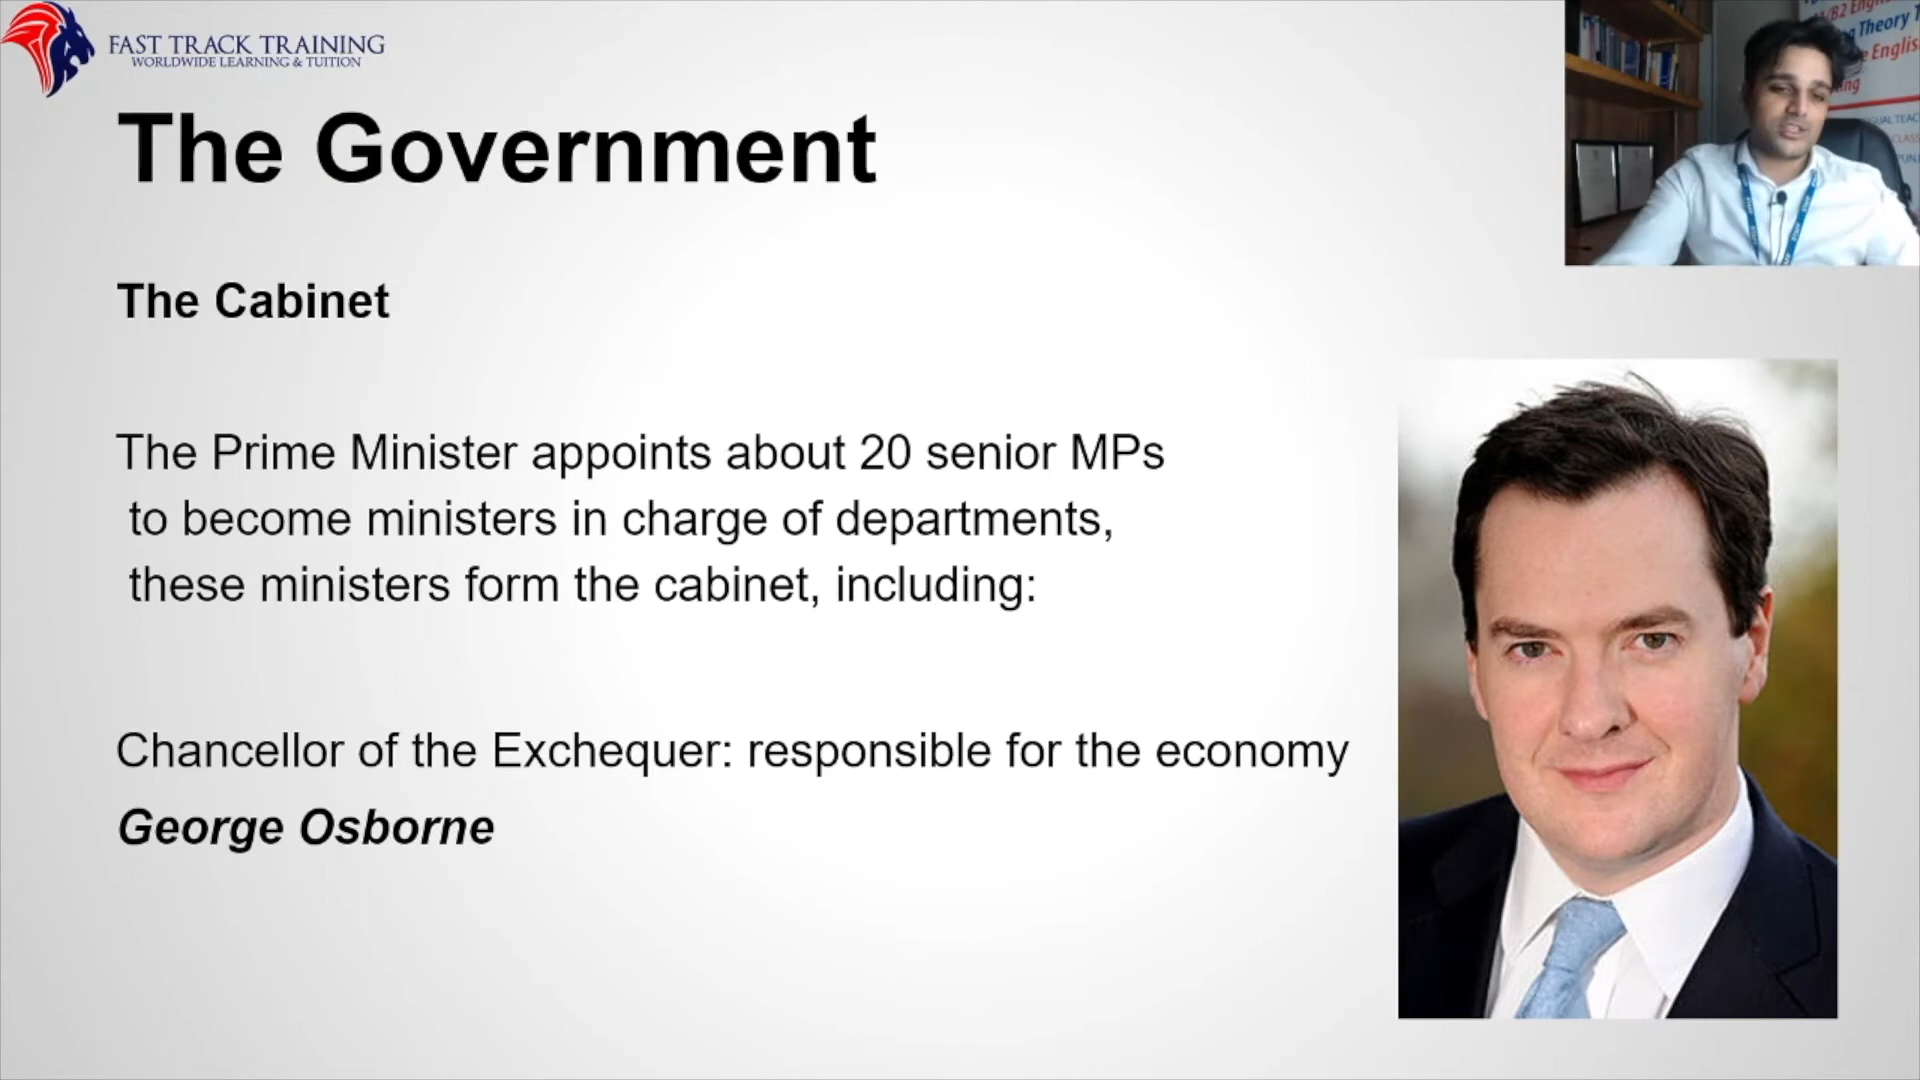 FAST TRACK TRAINING
WORLDWIDE LEARNING & TUITION
The Government
The Cabinet
The Prime Minister appoints about 20 senior MPs
to become ministers in charge of departments,
these ministers form the cabinet, including:
Chancellor of the Exchequer: responsible for the economy
George Osborne
Theory
English